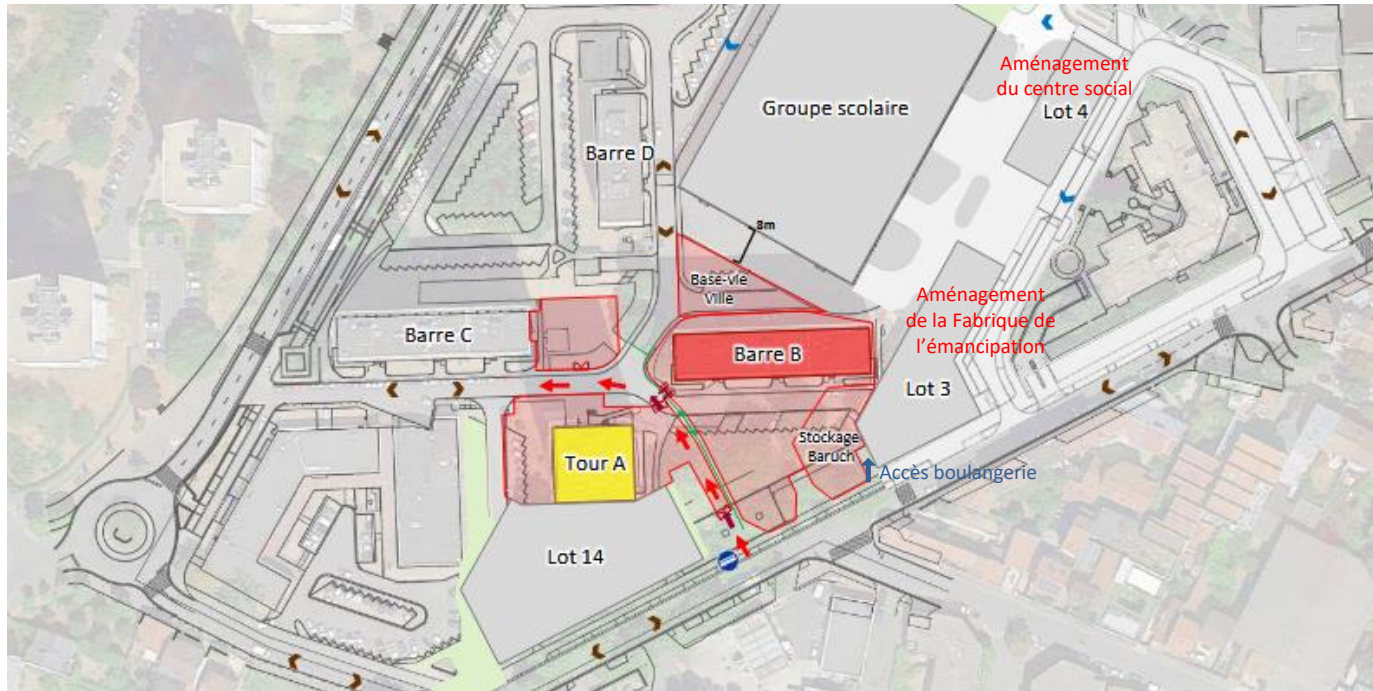 Aménagement
du centre social
Lot 4
Groupe scolaire
Barre D
8m
Base-vie
Ville
Aménagement
de la Fabrique de
l'émancipation
Barre C
Barre B
Lot 3
Stockage
Baruch
Accès boulangerie
Tour A
Lot 14